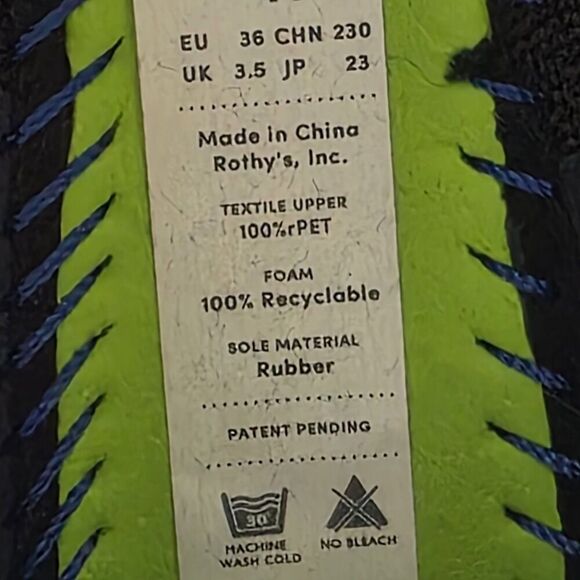 EU 36 CHN 230
UK 3.5 JP 23
Made in China
Rothy's, Inc.
TEXTILE UPPER
100%rPET
FOAM
100% Recyclable
SOLE MATERIAL
Rubber
PATENT PENDING
30
MACHINE WASH COLD
NO BLEACH